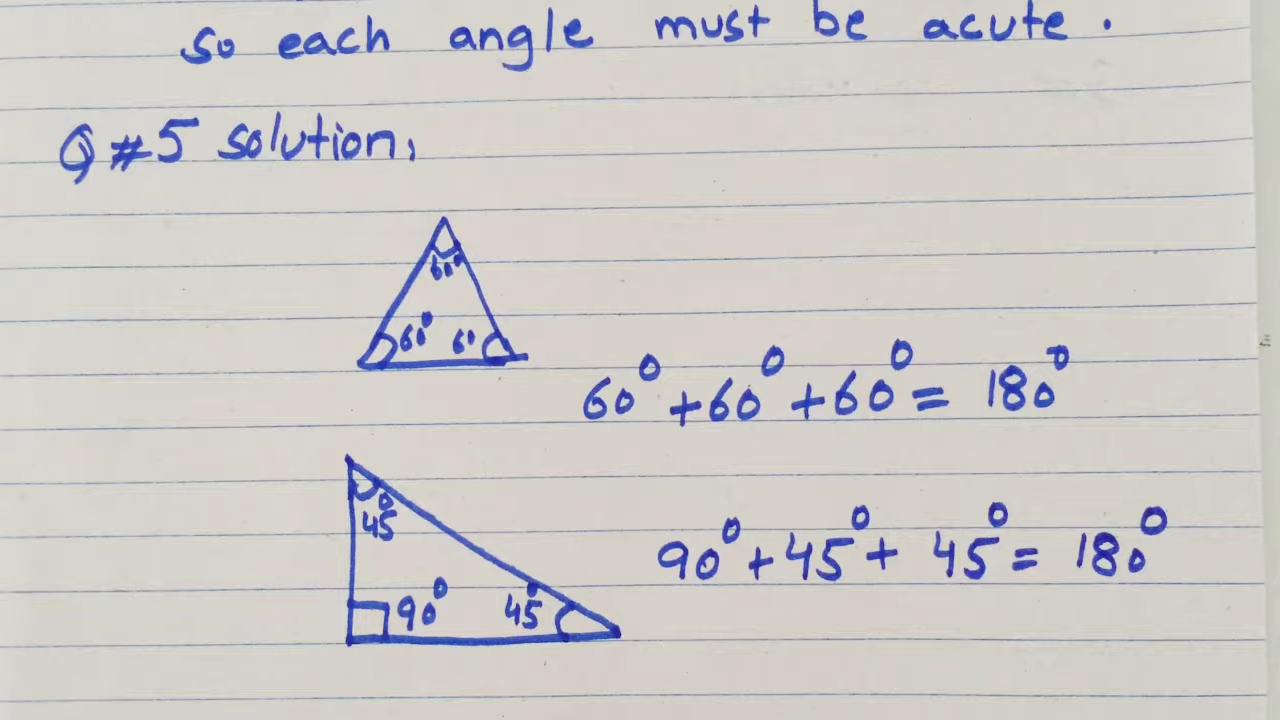 so each angle must be acute.
Q #5 solution,
60°
60° 60
60° + 60° + 60° = 180°
45°
90° + 45° + 45° = 180°
90° 45°